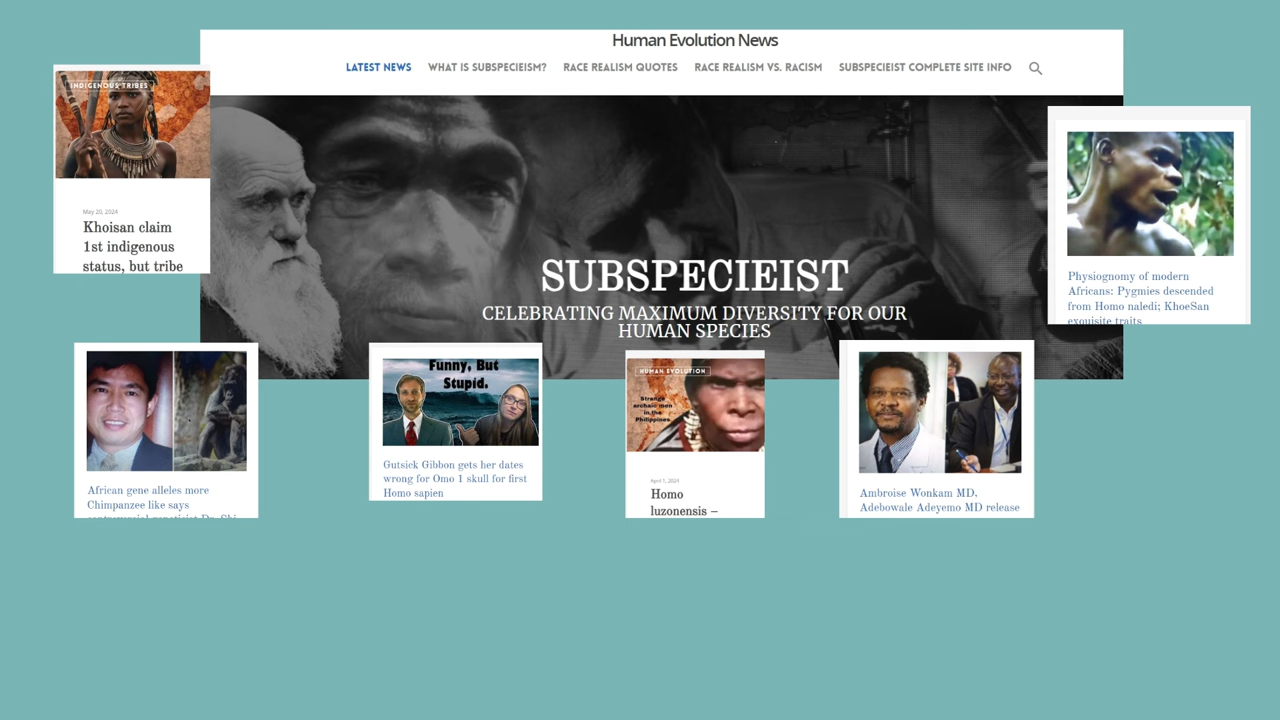 Human Evolution News
LATEST NEWS WHAT IS SUBSPECIEISM? RACE REALISM QUOTES RACE REALISM VS. RACISM SUBSPECIEIST COMPLETE SITE INFO
SUBSPECIEIST
CELEBRATING MAXIMUM DIVERSITY FOR OUR
HUMAN SPECIES
INDIGENOUS TRIBES
May 20, 2024
Khoisan claim
1st indigenous
status, but tribe
Physiognomy of modern
Africans: Pygmies descended
from Homo naledi; KhoeSan
exquisite traits
African gene alleles more
Chimpanzee like says
controversial geneticist Dr. Shi
Funny, But
Stupid.
Gutsick Gibbon gets her dates
wrong for Omo 1 skull for first
Homo sapien
HUMAN EVOLUTION
Strange
archaic men
in the
Philippines
April 1, 2024
Homo
luzonensis –
Ambroise Wonkam MD,
Adebowale Adeyemo MD release